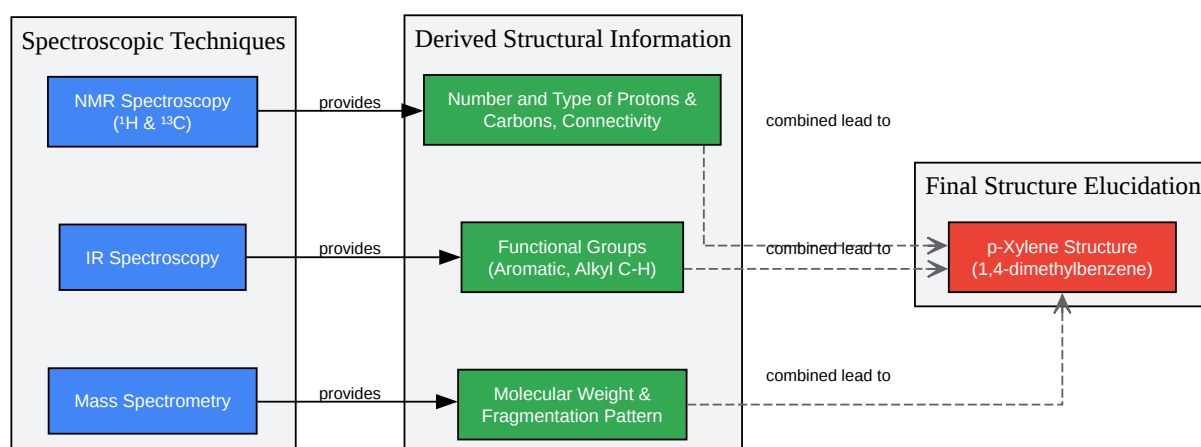 Spectroscopic Techniques
NMR Spectroscopy
(¹H & ¹³C)
IR Spectroscopy
Mass Spectrometry
provides
provides
provides
Derived Structural Information
Number and Type of Protons &
Carbons, Connectivity
Functional Groups
(Aromatic, Alkyl C-H)
Molecular Weight &
Fragmentation Pattern
combined lead to
combined lead to
combined lead to
Final Structure Elucidation
p-Xylene Structure
(1,4-dimethylbenzene)